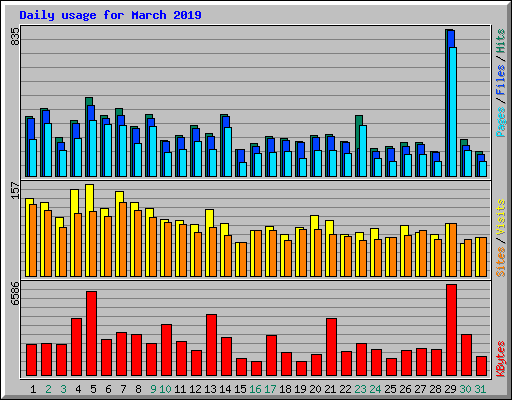 Daily usage for March 2019
835
Pages / Files / Hits
157
Sites / Visits
6586
KBytes
1 2 3 4 5 6 7 8 9 10 11 12 13 14 15 16 17 18 19 20 21 22 23 24 25 26 27 28 29 30 31